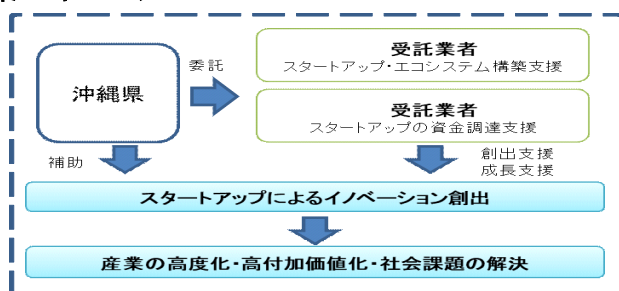 受託業者
スタートアップ・エコシステム構築支援
委託
沖縄県
受託業者
スタートアップの資金調達支援
補助
創出支援
成長支援
スタートアップによるイノベーション創出
産業の高度化・高付加価値化・社会課題の解決